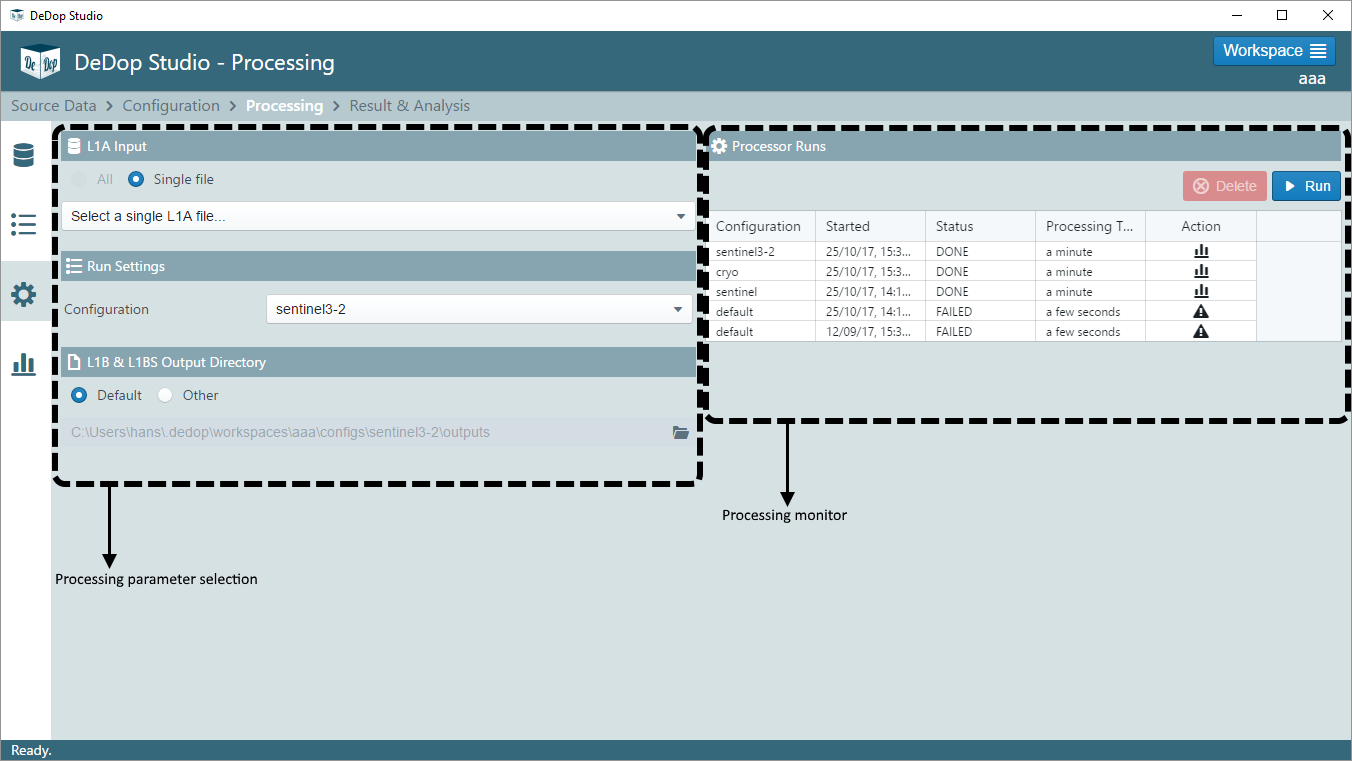 DeDop Studio
De Dop
DeDop Studio - Processing
Workspace
aaa
Source Data > Configuration > Processing > Result & Analysis
L1A Input
All Single file
Select a single L1A file...
Run Settings
Configuration sentinel3-2
L1B & L1BS Output Directory
Default Other
C:\Users\hans\.dedop\workspaces\aaa\configs\sentinel3-2\outputs
Processing parameter selection
Processor Runs
Delete Run
Configuration Started Status Processing T... Action
sentinel3-2 25/10/17, 15:3... DONE a minute
cryo 25/10/17, 15:3... DONE a minute
sentinel 25/10/17, 14:1... DONE a minute
default 25/10/17, 14:1... FAILED a few seconds
default 12/09/17, 15:3... FAILED a few seconds
Processing monitor
Ready.